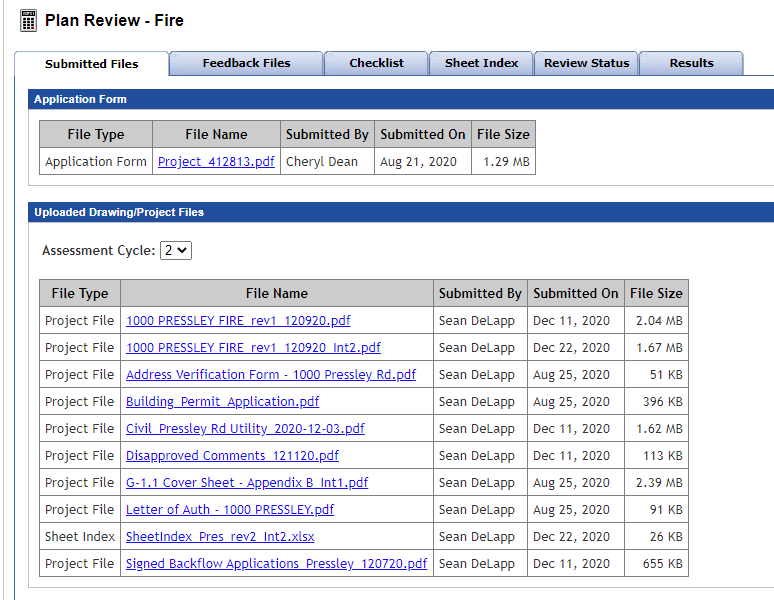 Plan Review - Fire
Submitted Files Feedback Files Checklist Sheet Index Review Status Results
Application Form
File Type File Name Submitted By Submitted On File Size
Application Form Project_412813.pdf Cheryl Dean Aug 21, 2020 1.29 MB
Uploaded Drawing/Project Files
Assessment Cycle: 2
File Type File Name Submitted By Submitted On File Size
Project File 1000 PRESSLEY FIRE_rev1_120920.pdf Sean DeLapp Dec 11, 2020 2.04 MB
Project File 1000 PRESSLEY FIRE_rev1_120920_Int2.pdf Sean DeLapp Dec 22, 2020 1.67 MB
Project File Address Verification Form - 1000 Pressley Rd.pdf Sean DeLapp Aug 25, 2020 51 KB
Project File Building_Permit_Application.pdf Sean DeLapp Aug 25, 2020 396 KB
Project File Civil_Pressley Rd Utility_2020-12-03.pdf Sean DeLapp Dec 11, 2020 1.62 MB
Project File Disapproved Comments_121120.pdf Sean DeLapp Dec 11, 2020 113 KB
Project File G-1.1 Cover Sheet - Appendix B_Int1.pdf Sean DeLapp Aug 25, 2020 2.39 MB
Project File Letter of Auth - 1000 PRESSLEY.pdf Sean DeLapp Aug 25, 2020 91 KB
Sheet Index SheetIndex_Pres_rev2_Int2.xlsx Sean DeLapp Dec 22, 2020 26 KB
Project File Signed Backflow Applications_Pressley_120720.pdf Sean DeLapp Dec 11, 2020 655 KB